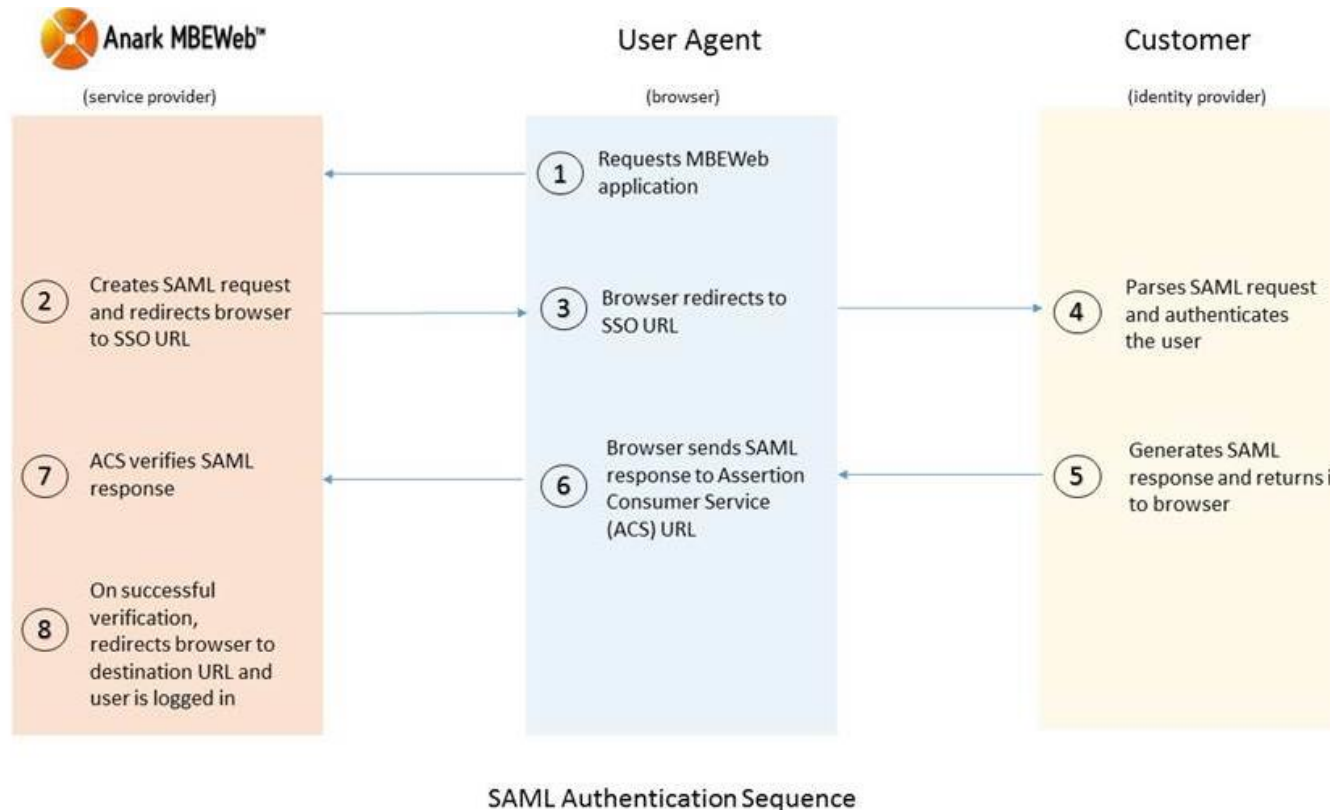 Anark MBEWeb™
User Agent
Customer
(service provider)
(browser)
(identity provider)
1
Requests MBEWeb
application
2
Creates SAML request
and redirects browser
to SSO URL
3
Browser redirects to
SSO URL
4
Parses SAML request
and authenticates
the user
7
ACS verifies SAML
response
6
Browser sends SAML
response to Assertion
Consumer Service
(ACS) URL
5
Generates SAML
response and returns i
to browser
8
On successful
verification,
redirects browser to
destination URL and
user is logged in
SAML Authentication Sequence